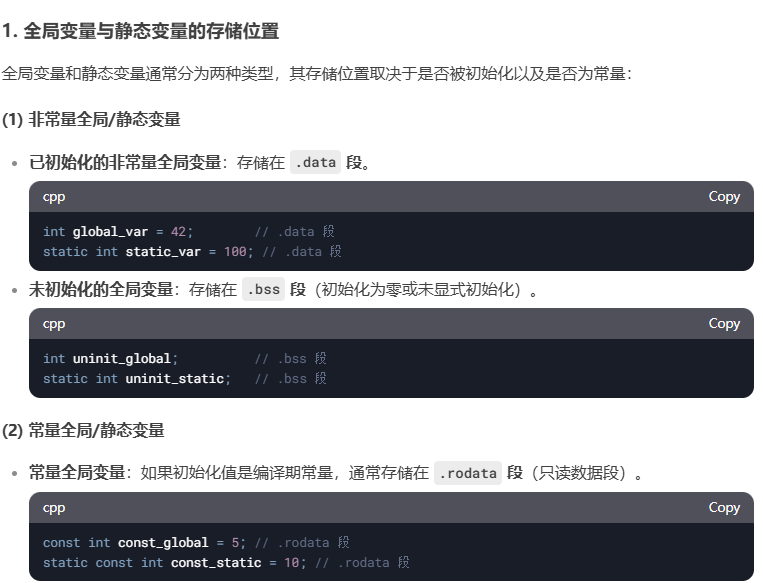 1. 全局变量与静态变量的存储位置
全局变量和静态变量通常分为两种类型，其存储位置取决于是否被初始化以及是否为常量：
(1) 非常量全局/静态变量
• 已初始化的非常量全局变量：存储在 .data 段。
cpp Copy
int global_var = 42; // .data 段
static int static_var = 100; // .data 段
• 未初始化的全局变量：存储在 .bss 段（初始化为零或未显式初始化）。
cpp Copy
int uninit_global; // .bss 段
static int uninit_static; // .bss 段
(2) 常量全局/静态变量
• 常量全局变量：如果初始化值是编译期常量，通常存储在 .rodata 段（只读数据段）。
cpp Copy
const int const_global = 5; // .rodata 段
static const int const_static = 10; // .rodata 段